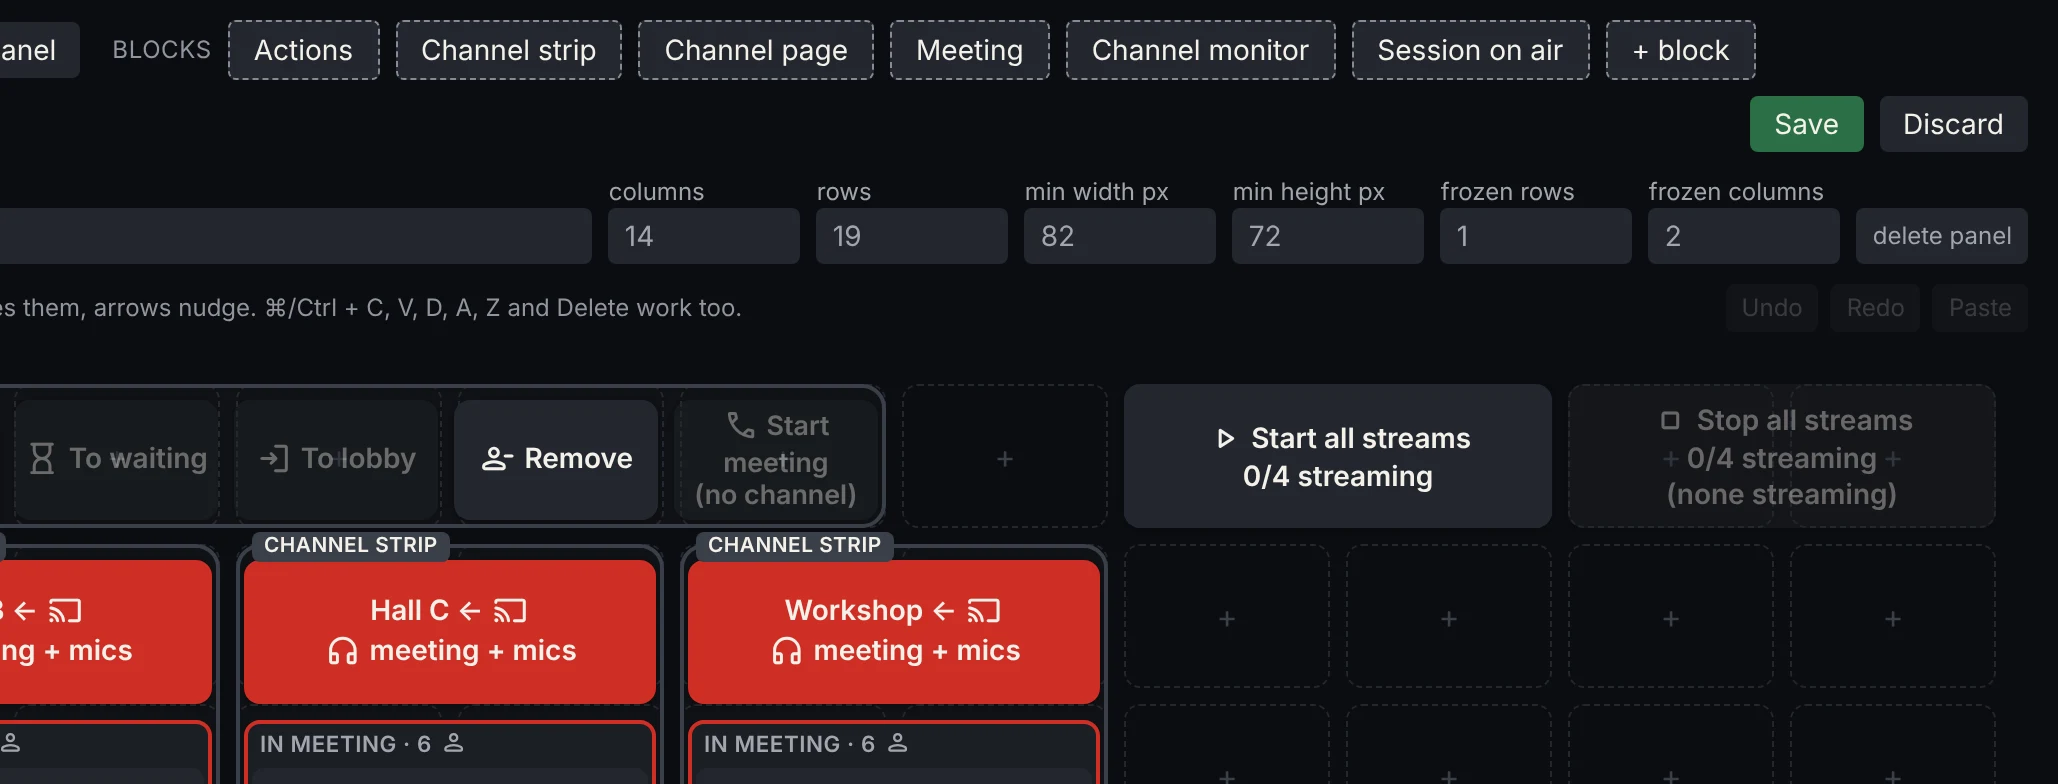 anel BLOCKS Actions Channel strip Channel page Meeting Channel monitor Session on air + block
Save Discard
columns rows min width px min height px frozen rows frozen columns
14 19 82 72 1 2 delete panel
es them, arrows nudge. ⌘/Ctrl + C, V, D, A, Z and Delete work too. Undo Redo Paste
To waiting
To lobby
Remove
Start
meeting
(no channel)
+
Start all streams
0/4 streaming
Stop all streams
+ 0/4 streaming +
(none streaming)
CHANNEL STRIP CHANNEL STRIP
←
ng + mics
Hall C ←
meeting + mics
Workshop ←
meeting + mics
+ + + +
IN MEETING · 6 IN MEETING · 6
+ + + +